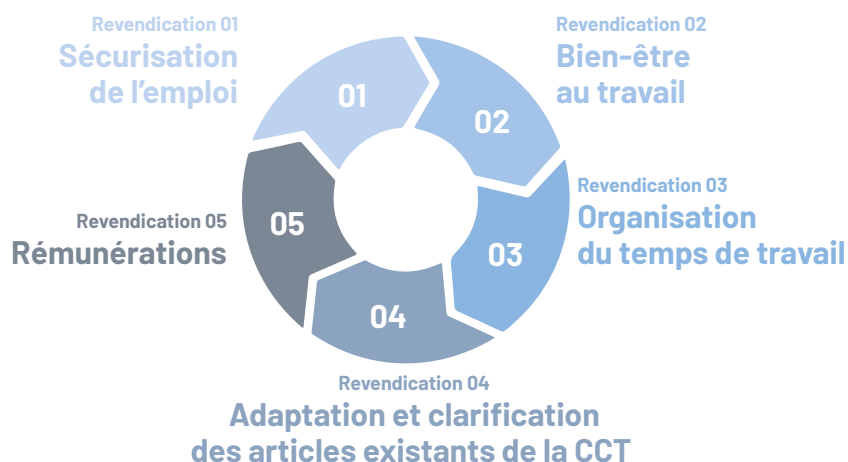 Revendication 01
Sécurisation
de l’emploi
Revendication 02
Bien-être
au travail
01
02
Revendication 03
Organisation
du temps de travail
03
Revendication 04
Adaptation et clarification
des articles existants de la CCT
04
Revendication 05
Rémunérations
05